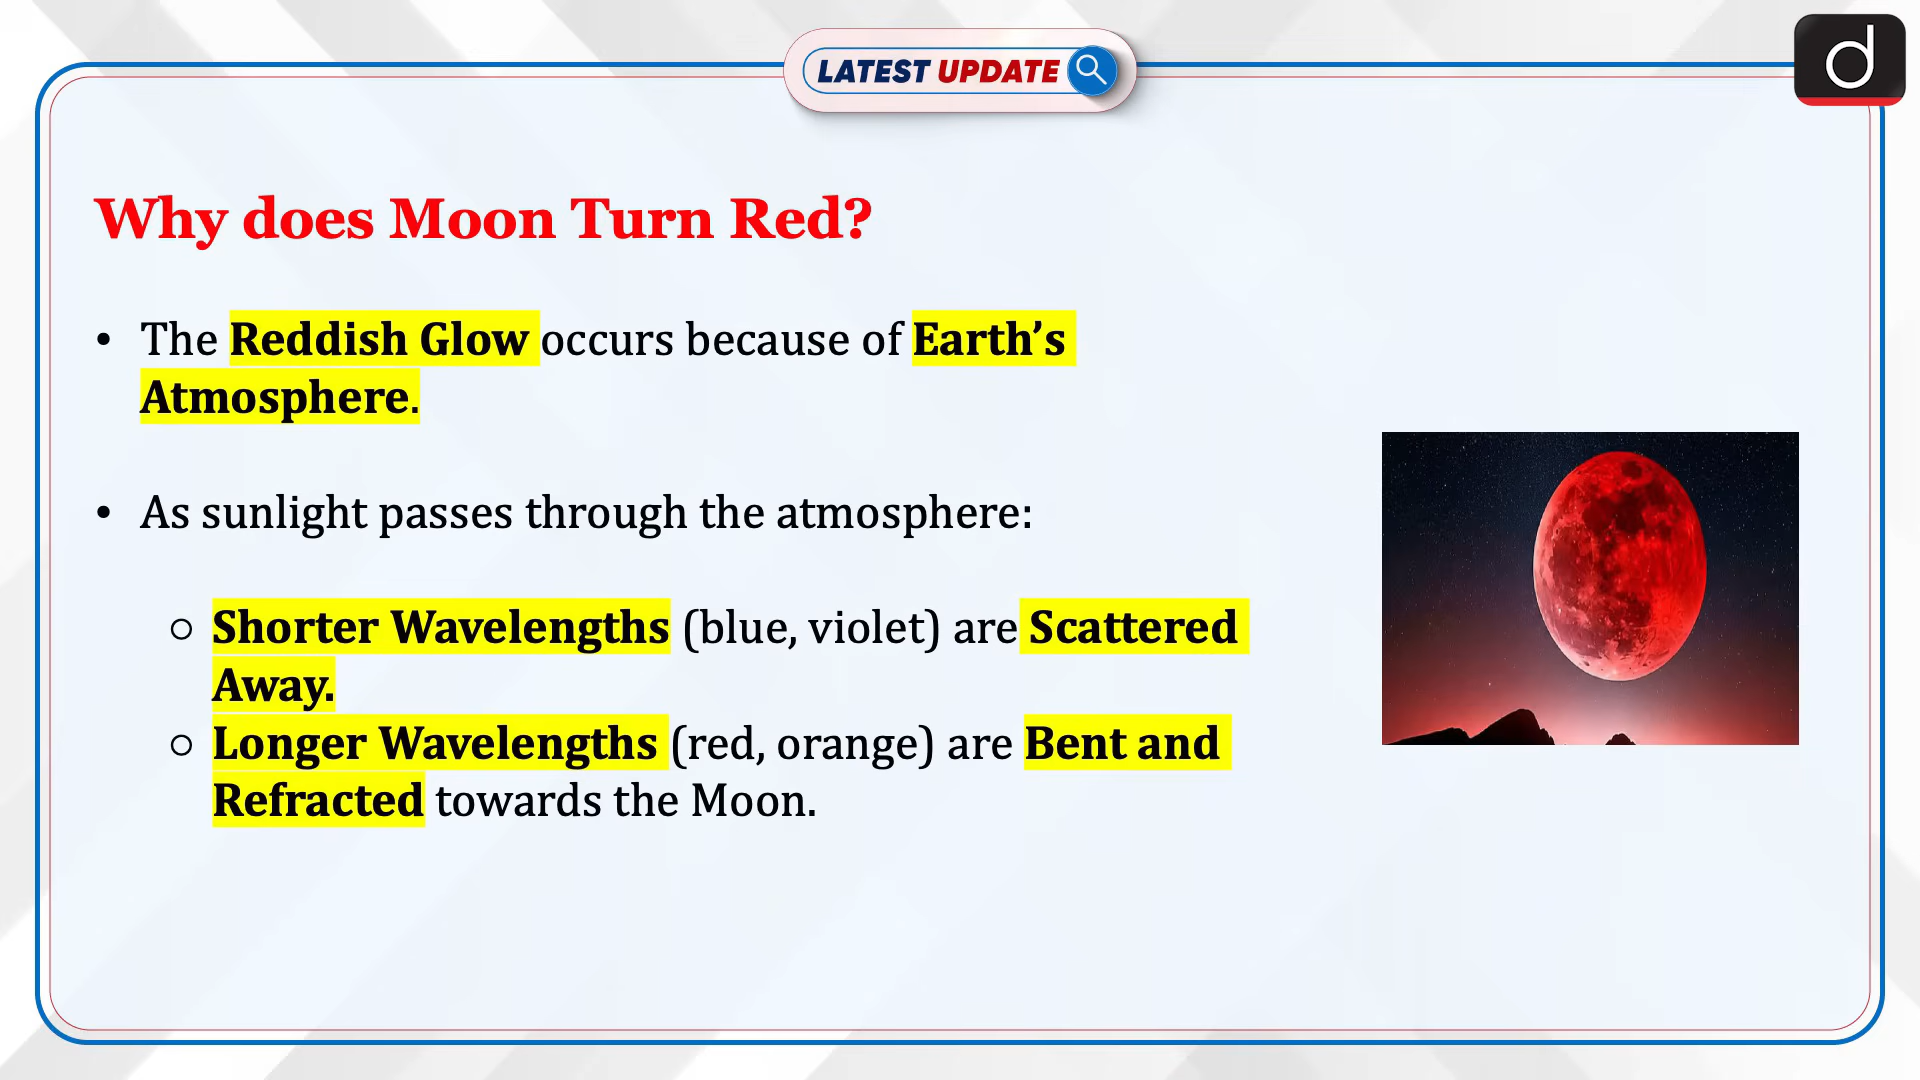 LATEST UPDATE
d
Why does Moon Turn Red?
• The Reddish Glow occurs because of Earth’s
Atmosphere.
• As sunlight passes through the atmosphere:
○ Shorter Wavelengths (blue, violet) are Scattered
Away.
○ Longer Wavelengths (red, orange) are Bent and
Refracted towards the Moon.